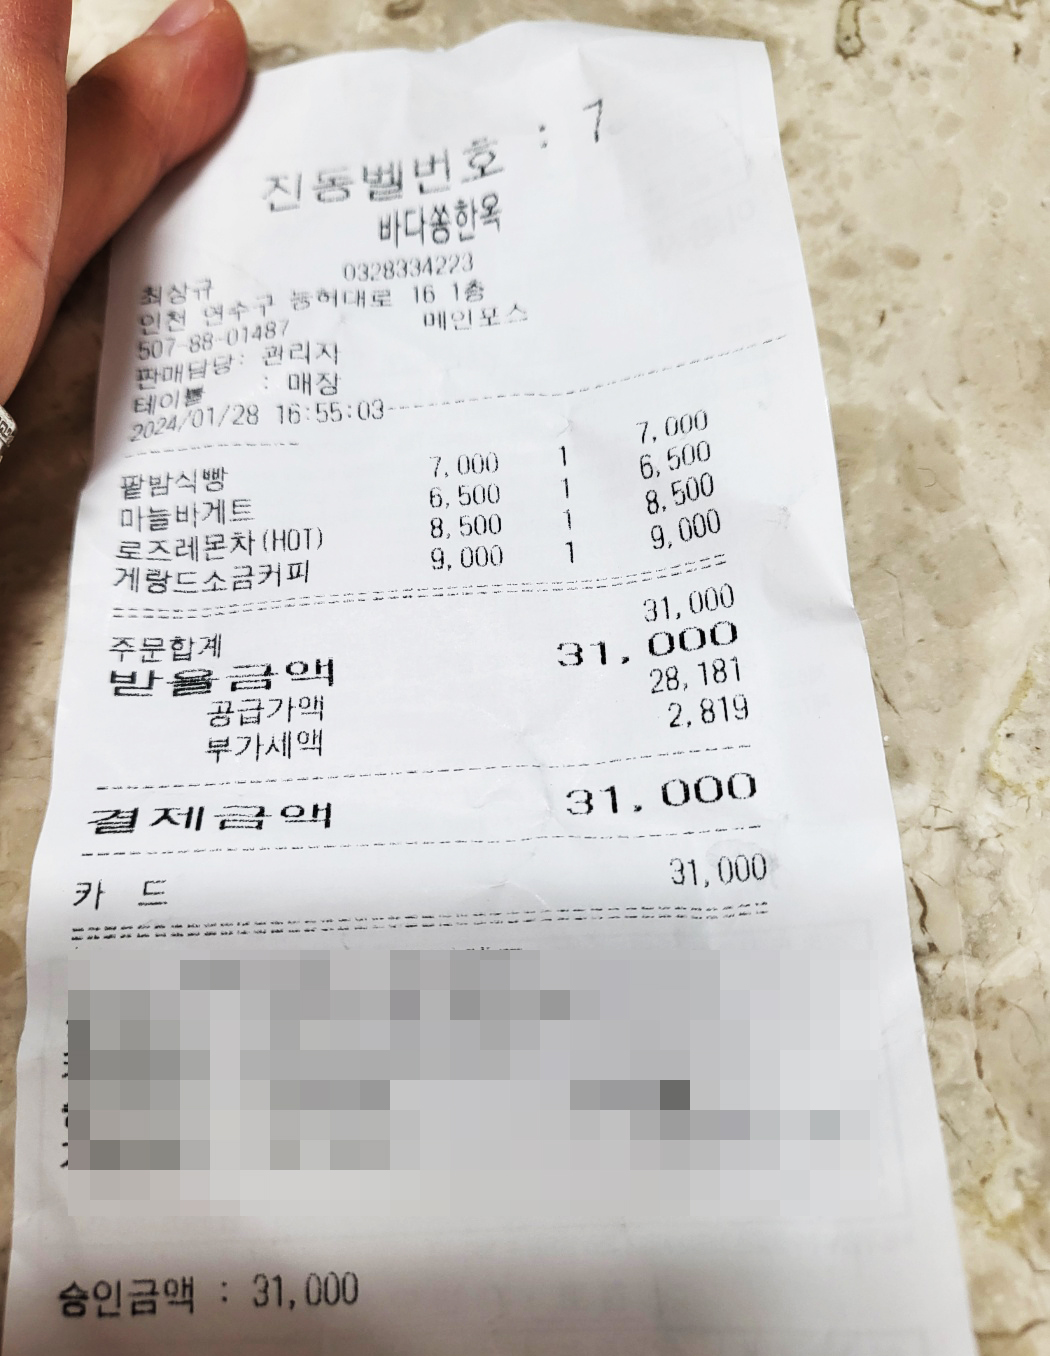 진동벨번호 : 7
바다쏭한옥
0328334223
최상규
인천 연수구 능허대로 16 1층
507-88-01487 메인포스
판매담당: 관리자
테이블 : 매장
2024/01/28 16:55:03
팥밤식빵 7,000 1 7,000
마늘바게트 6,500 1 6,500
로즈레몬차(HOT) 8,500 1 8,500
게랑드소금커피 9,000 1 9,000
주문합계 31,000
받을금액 31,000
공급가액 28,181
부가세액 2,819
결제금액 31,000
카 드 31,000
승인금액 : 31,000